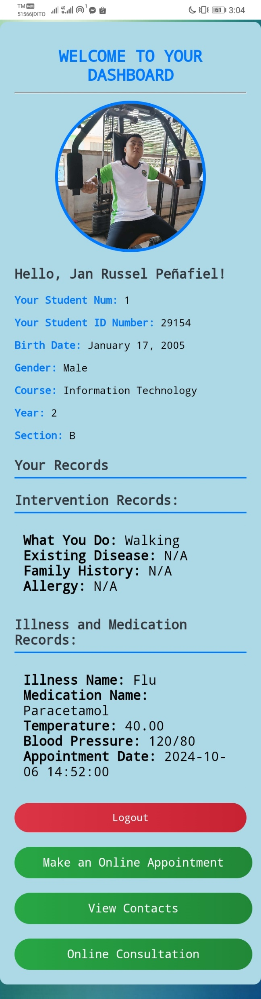 TM VoLTE
51566|DITO
4G
1
61 3:04
WELCOME TO YOUR
DASHBOARD
Hello, Jan Russel Peñafiel!
Your Student Num: 1
Your Student ID Number: 29154
Birth Date: January 17, 2005
Gender: Male
Course: Information Technology
Year: 2
Section: B
Your Records
Intervention Records:
What You Do: Walking
Existing Disease: N/A
Family History: N/A
Allergy: N/A
Illness and Medication
Records:
Illness Name: Flu
Medication Name:
Paracetamol
Temperature: 40.00
Blood Pressure: 120/80
Appointment Date: 2024-10-
06 14:52:00
Logout
Make an Online Appointment
View Contacts
Online Consultation